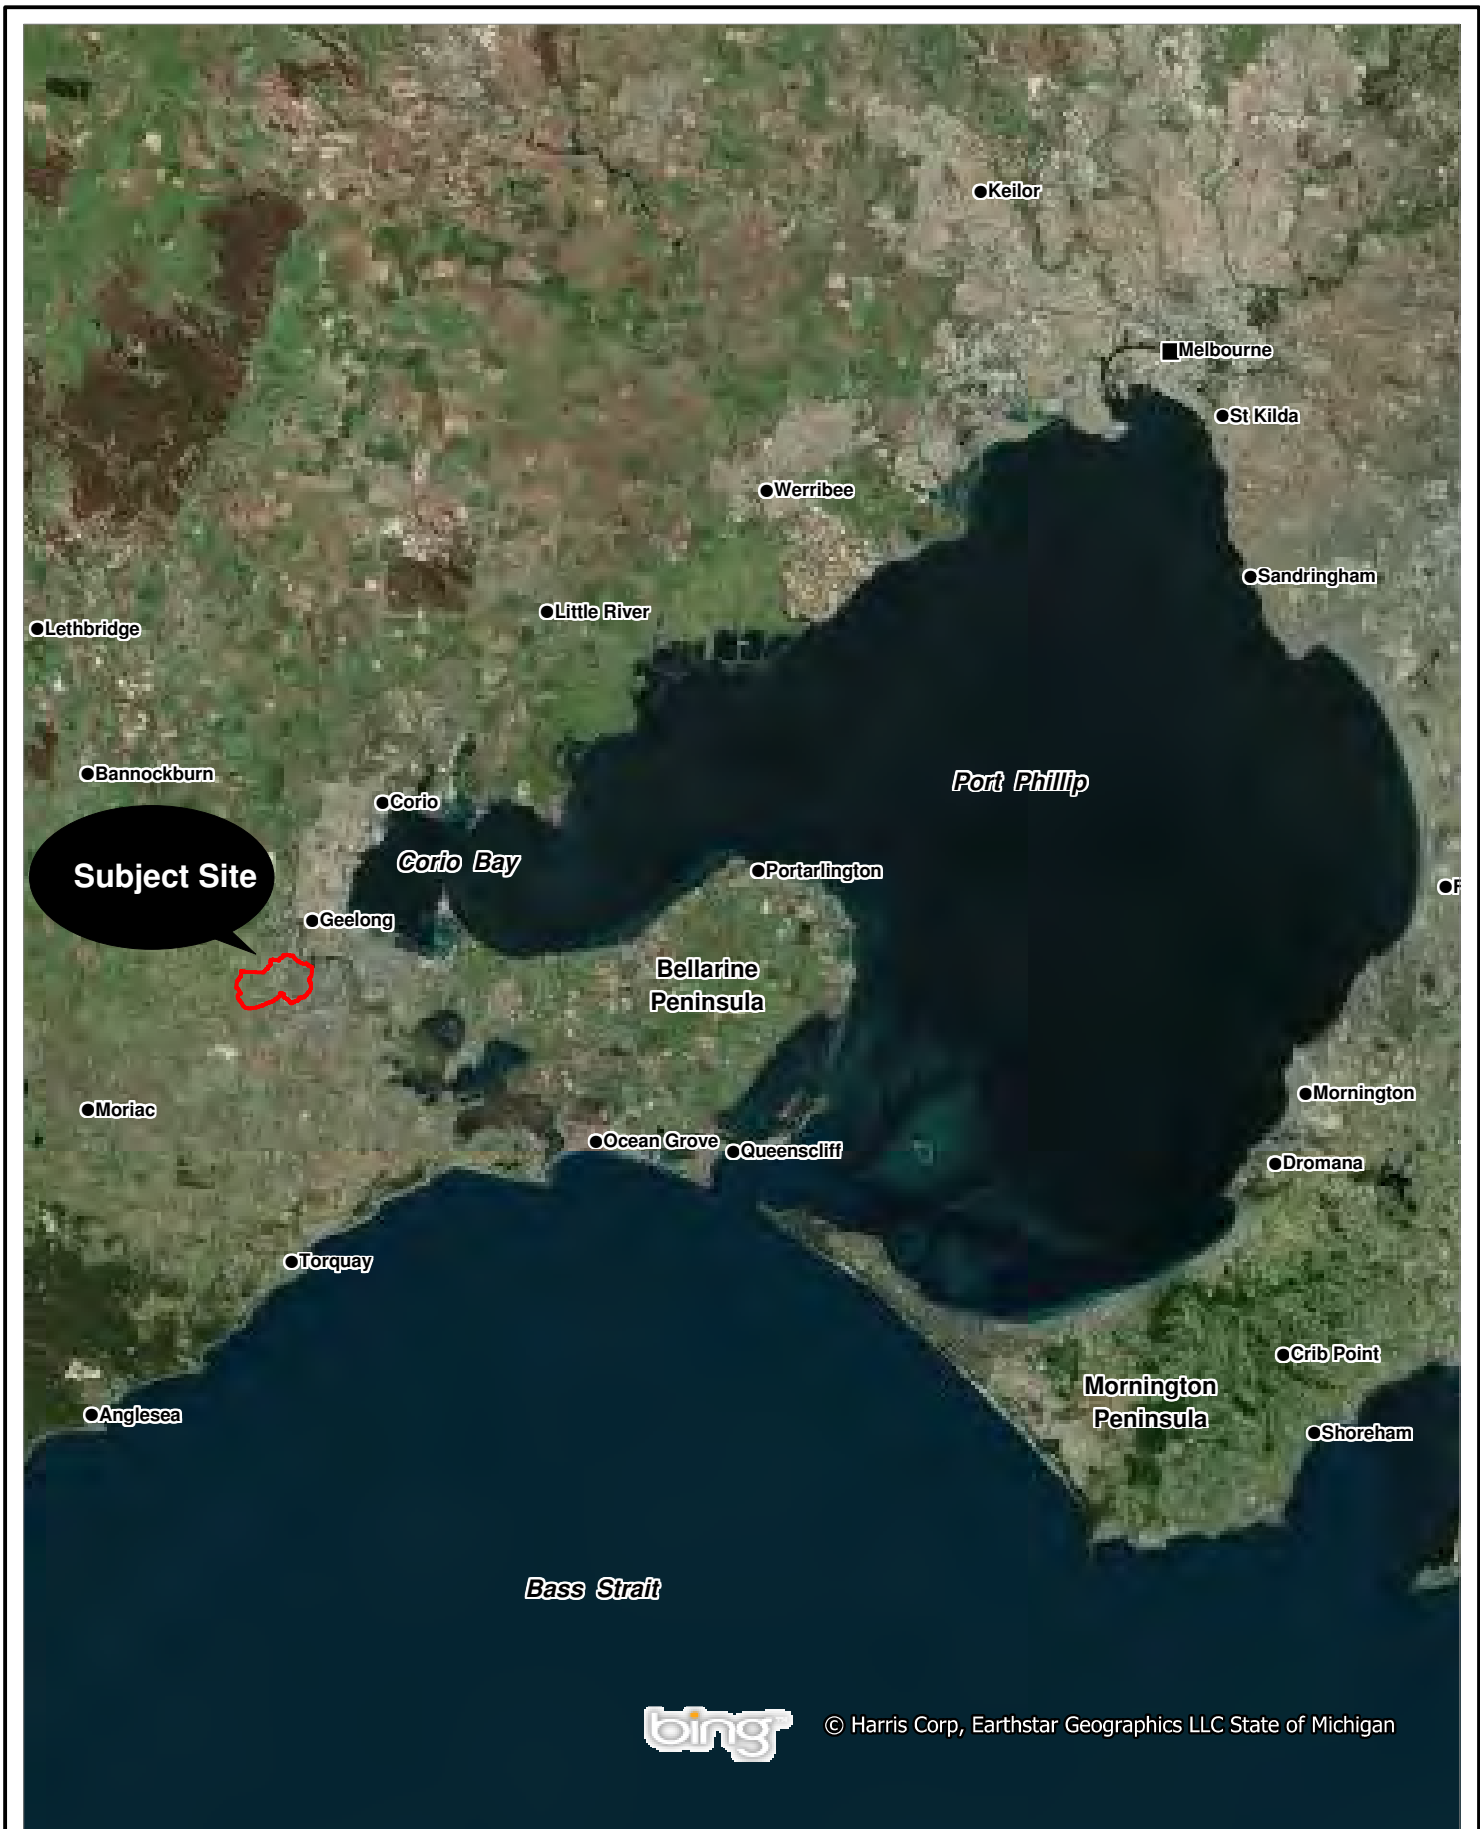 Keilor
Melbourne
St Kilda
Werribee
Sandringham
Little River
Lethbridge
Bannockburn
Port Phillip
Corio
Corio Bay
Portarlington
Subject Site
F
Geelong
Bellarine
Peninsula
Mornington
Moriac
Ocean Grove
Queenscliff
Dromana
Torquay
Crib Point
Mornington
Peninsula
Anglesea
Shoreham
Bass Strait
bing
© Harris Corp, Earthstar Geographics LLC State of Michigan